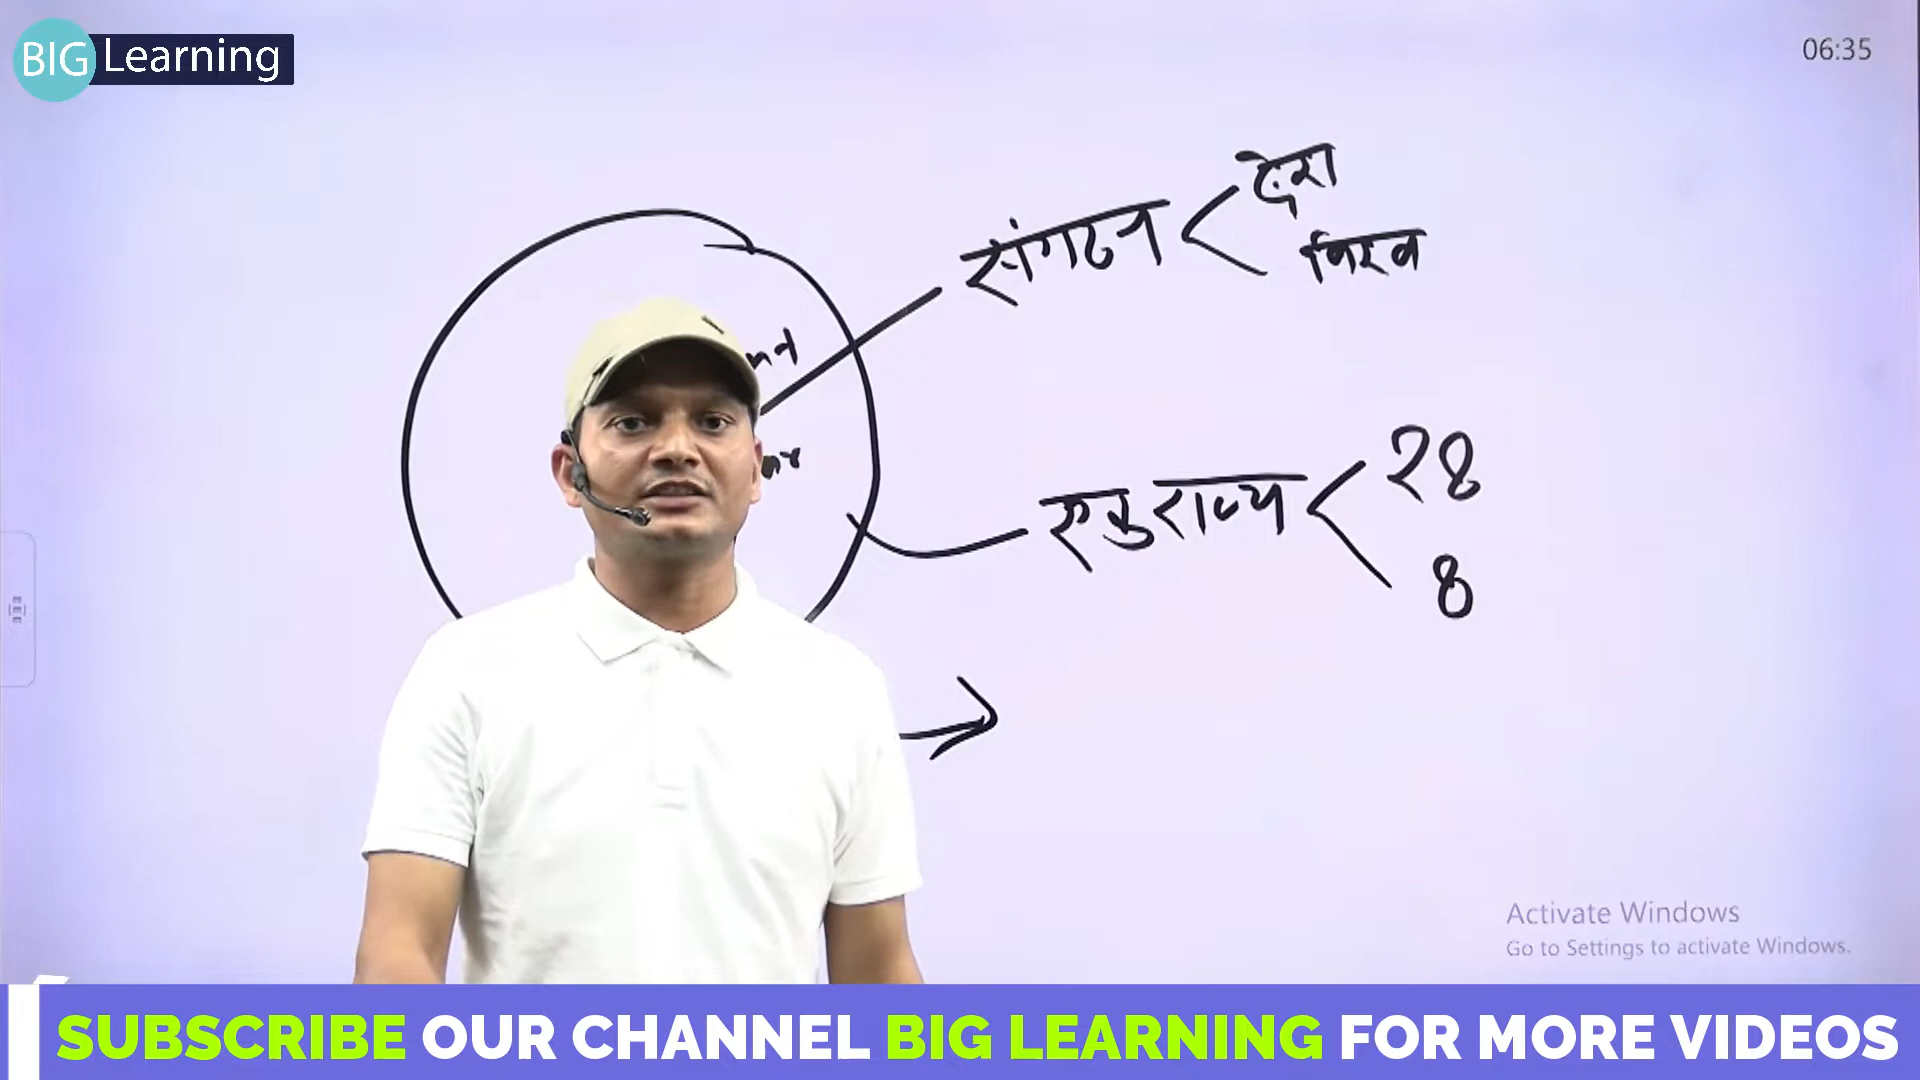 BIG Learning
06:35
देश
संगठन
विश्व
राज्य
28
8
Activate Windows
Go to Settings to activate Windows.
SUBSCRIBE OUR CHANNEL BIG LEARNING FOR MORE VIDEOS